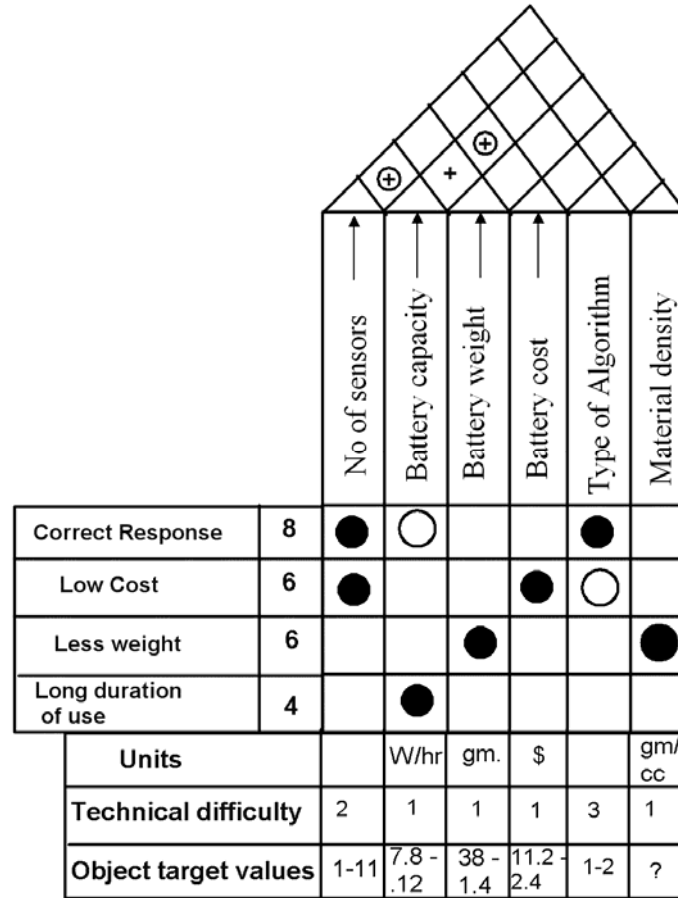 No of sensors
Battery capacity
Battery weight
Battery cost
Type of Algorithm
Material density
Correct Response 8
Low Cost 6
Less weight 6
Long duration
of use 4
Units W/hr gm. $ gm/
cc
Technical difficulty 2 1 1 1 3 1
Object target values 1-11 7.8 - 38 - 11.2 - 1-2 ?
.12 1.4 2.4